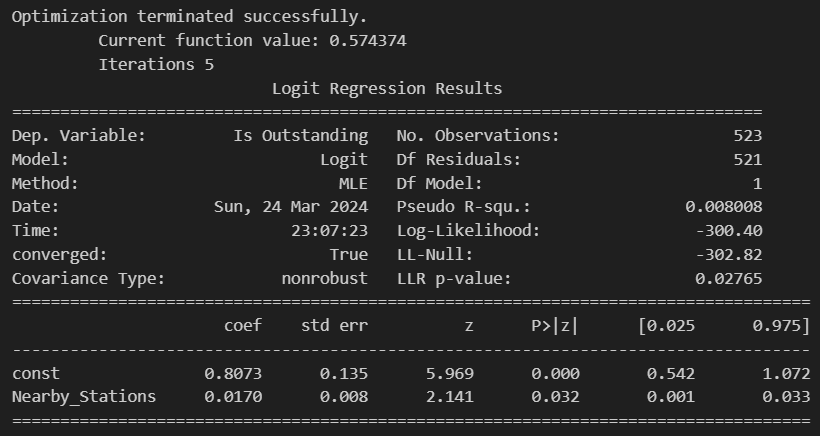 Optimization terminated successfully.
         Current function value: 0.574374
         Iterations 5
                           Logit Regression Results
==============================================================================
Dep. Variable:         Is Outstanding   No. Observations:                  523
Model:                          Logit   Df Residuals:                      521
Method:                           MLE   Df Model:                            1
Date:                Sun, 24 Mar 2024   Pseudo R-squ.:                0.008008
Time:                        23:07:23   Log-Likelihood:                -300.40
converged:                       True   LL-Null:                       -302.82
Covariance Type:            nonrobust   LLR p-value:                   0.02765
===================================================================================
                      coef    std err          z      P>|z|      [0.025      0.975]
-----------------------------------------------------------------------------------
const               0.8073      0.135      5.969      0.000       0.542       1.072
Nearby_Stations     0.0170      0.008      2.141      0.032       0.001       0.033
===================================================================================